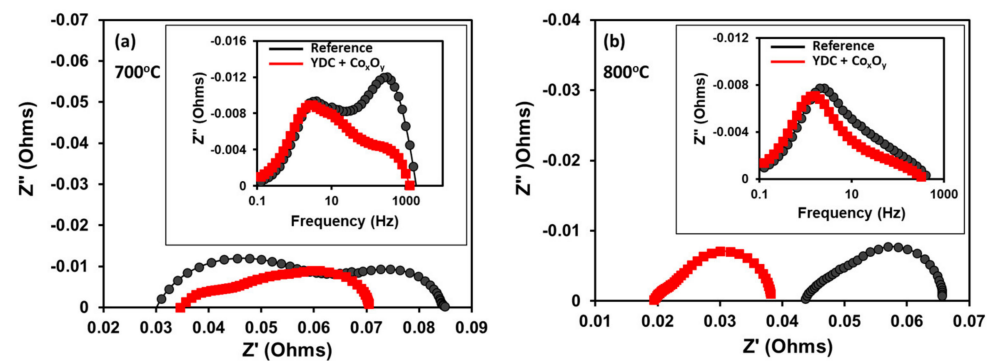 -0.07
-0.06
-0.05
-0.04
-0.03
-0.02
-0.01
0
Z" (Ohms)
(a)
700°C
-0.016
-0.012
-0.008
-0.004
0
Z" (Ohms)
Reference
YDC + CoxOy
0.1 10 1000
Frequency (Hz)
0.02 0.03 0.04 0.05 0.06 0.07 0.08 0.09
Z' (Ohms)
-0.04
-0.03
-0.02
-0.01
0
Z" )Ohms)
(b)
800°C
-0.012
-0.008
-0.004
0
Z" (Ohms)
Reference
YDC + CoxOy
0.1 10 1000
Frequency (Hz)
0.01 0.02 0.03 0.04 0.05 0.06 0.07
Z' (Ohms)